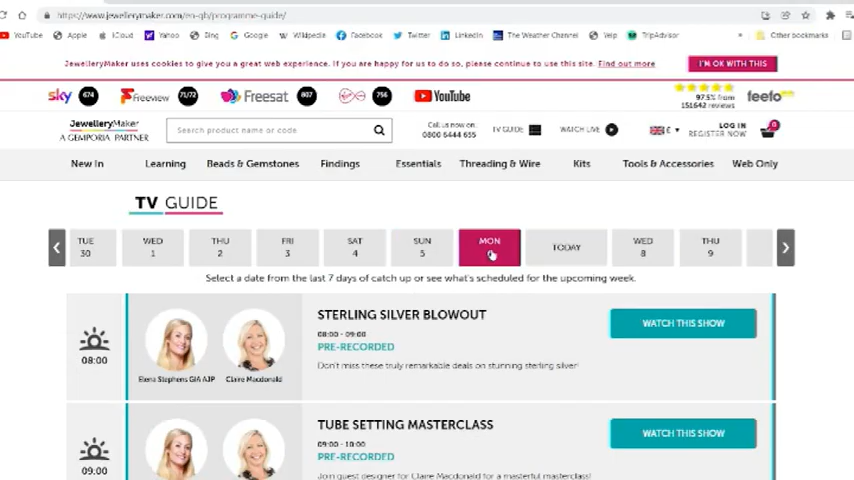 https://www.jewellerymaker.com/en-gb/programme-guide/
YouTube Apple iCloud Yahoo Bing Google Wikipedia Facebook Twitter LinkedIn The Weather Channel Yelp TripAdvisor » Other bookmarks
JewelleryMaker uses cookies to give you a great web experience. If you are happy for us to do so, please continue to use this site. Find out more I'M OK WITH THIS
sky 674 Freeview 71/72 Freesat 807 756 YouTube 97.5% from feefo
151642 reviews
JewelleryMaker
A GEMPORIA PARTNER
Search product name or code
Call us now on:
0800 6444 655
TV GUIDE WATCH LIVE £ LOG IN
REGISTER NOW 0
New In Learning Beads & Gemstones Findings Essentials Threading & Wire Kits Tools & Accessories Web Only
TV GUIDE
TUE WED THU FRI SAT SUN MON TODAY WED THU
30 1 2 3 4 5 8 9
Select a date from the last 7 days of catch up or see what's scheduled for the upcoming week.
08:00
Elena Stephens GIA AJP Claire Macdonald
STERLING SILVER BLOWOUT
08:00 - 09:00
PRE-RECORDED
Don't miss these truly remarkable deals on stunning sterling silver!
WATCH THIS SHOW
09:00
TUBE SETTING MASTERCLASS
09:00 - 10:00
PRE-RECORDED
Join guest designer for Claire Macdonald for a masterful masterclass!
WATCH THIS SHOW